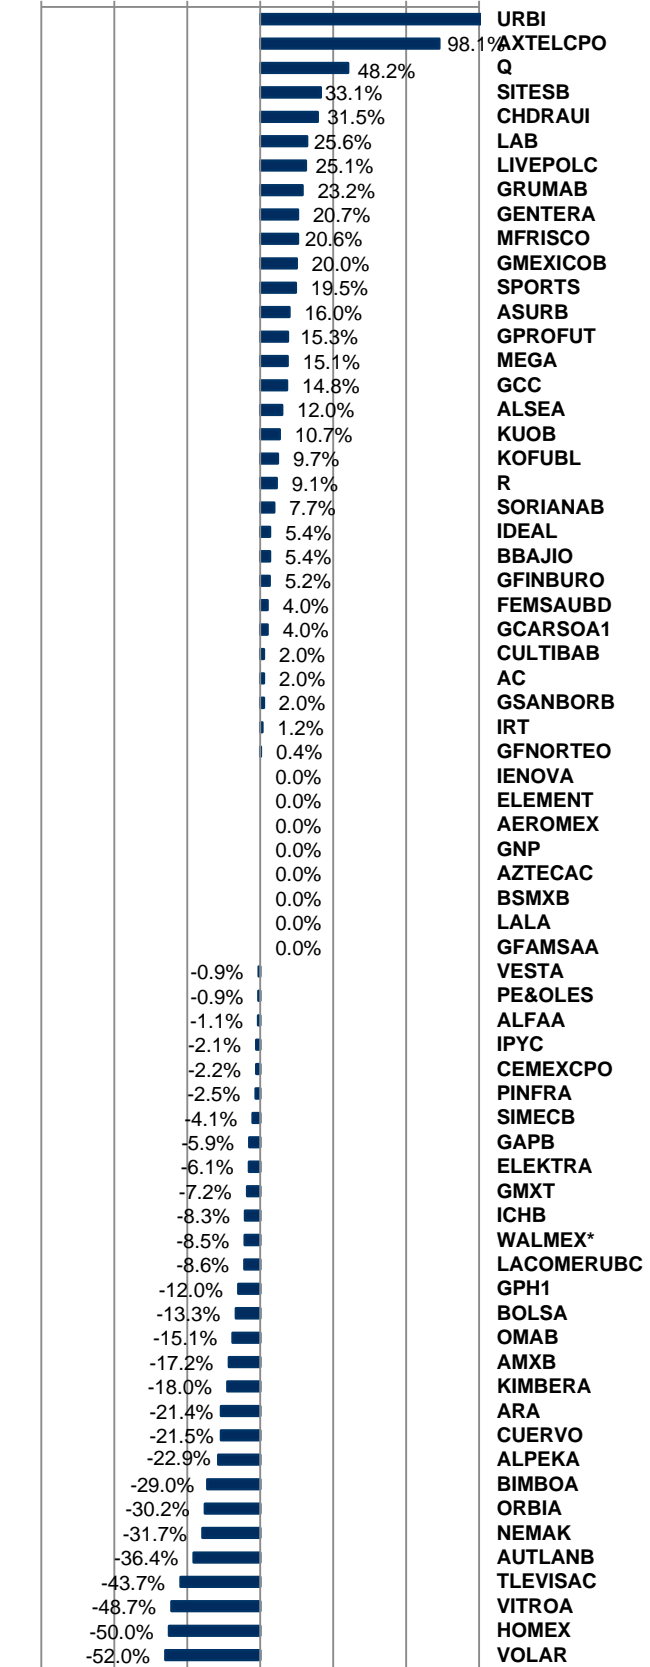 URBI
98.1% AXTELCPO
48.2% Q
33.1% SITESB
31.5% CHDRAUI
25.6% LAB
25.1% LIVEPOLC
23.2% GRUMAB
20.7% GENTERA
20.6% MFRISCO
20.0% GMEXICOB
19.5% SPORTS
16.0% ASURB
15.3% GPROFUT
15.1% MEGA
14.8% GCC
12.0% ALSEA
10.7% KUOB
9.7% KOFUBL
9.1% R
7.7% SORIANAB
5.4% IDEAL
5.4% BBAJIO
5.2% GFINBURO
4.0% FEMSAUBD
4.0% GCARSOA1
2.0% CULTIBAB
2.0% AC
2.0% GSANBORB
1.2% IRT
0.4% GFNORTEO
0.0% IENOVA
0.0% ELEMENT
0.0% AEROMEX
0.0% GNP
0.0% AZTECAC
0.0% BSMXB
0.0% LALA
0.0% GFAMSAA
-0.9% VESTA
-0.9% PE&OLES
-1.1% ALFAA
-2.1% IPYC
-2.2% CEMEXCPO
-2.5% PINFRA
-4.1% SIMECB
-5.9% GAPB
-6.1% ELEKTRA
-7.2% GMXT
-8.3% ICHB
-8.5% WALMEX*
-8.6% LACOMERUBC
-12.0% GPH1
-13.3% BOLSA
-15.1% OMAB
-17.2% AMXB
-18.0% KIMBERA
-21.4% ARA
-21.5% CUERVO
-22.9% ALPEKA
-29.0% BIMBOA
-30.2% ORBIA
-31.7% NEMAK
-36.4% AUTLANB
-43.7% TLEVISAC
-48.7% VITROA
-50.0% HOMEX
-52.0% VOLAR